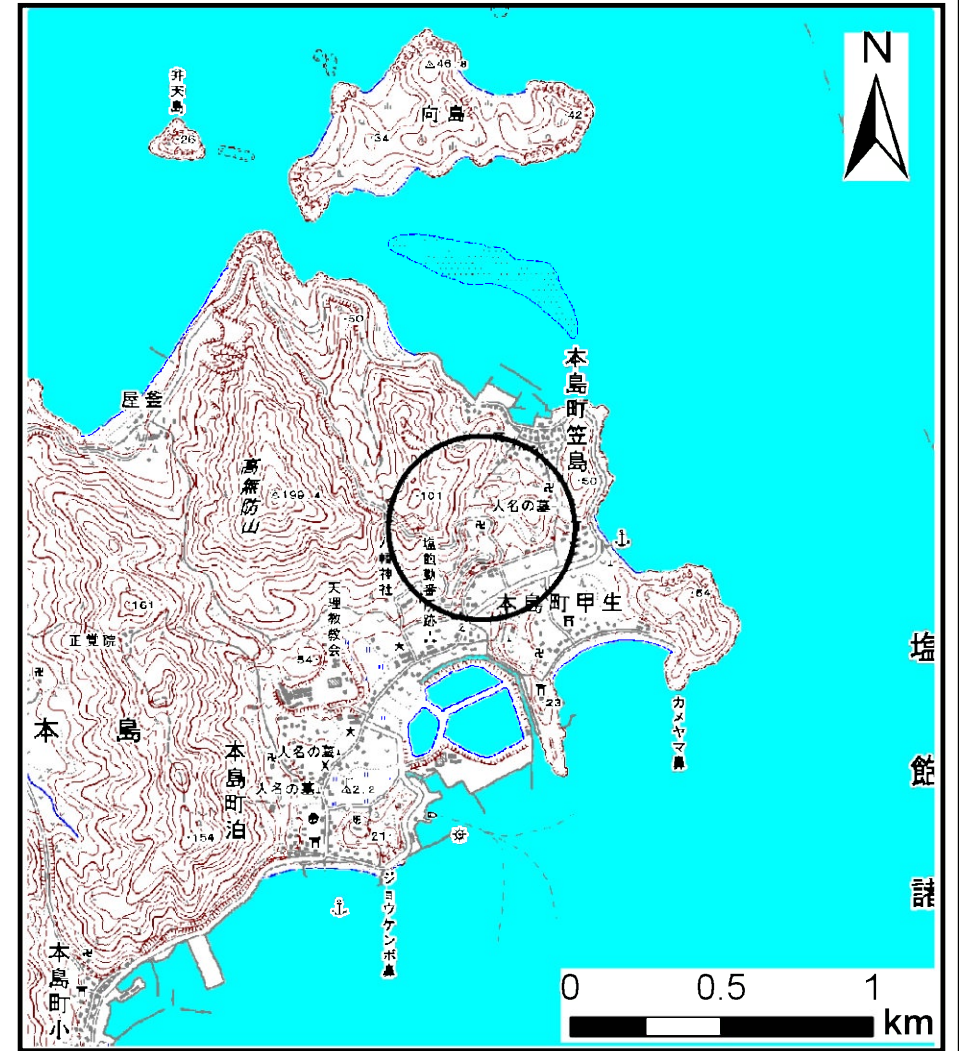 N
弁天島
·26
△46.8
向島
·34
·42
·50
屋釜
本島町笠島
高無防山
△199.4
·101
人名の墓
·50
神社
塩飽勤番所跡
本島町甲生
·64
天理教教会
·161
正覚院
54
23
カメヤマ鼻
塩
飽
諸
本島
本島町泊
人名の墓
人名の墓
△2.2
·154
·21
ジョウケンボ鼻
本島町小
0 0.5 1
km